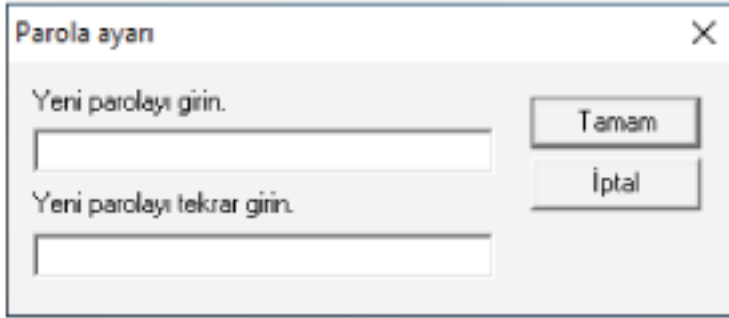 Parola ayarı
Yeni parolayı girin.
Tamam
İptal
Yeni parolayı tekrar girin.